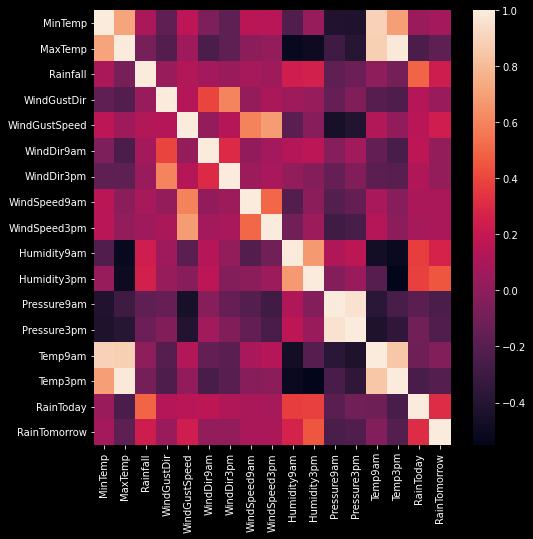 MinTemp
MaxTemp
Rainfall
WindGustDir
WindGustSpeed
WindDir9am
WindDir3pm
WindSpeed9am
WindSpeed3pm
Humidity9am
Humidity3pm
Pressure9am
Pressure3pm
Temp9am
Temp3pm
RainToday
RainTomorrow
MinTemp
MaxTemp
Rainfall
WindGustDir
WindGustSpeed
WindDir9am
WindDir3pm
WindSpeed9am
WindSpeed3pm
Humidity9am
Humidity3pm
Pressure9am
Pressure3pm
Temp9am
Temp3pm
RainToday
RainTomorrow
1.0
0.8
0.6
0.4
0.2
0.0
−0.2
−0.4